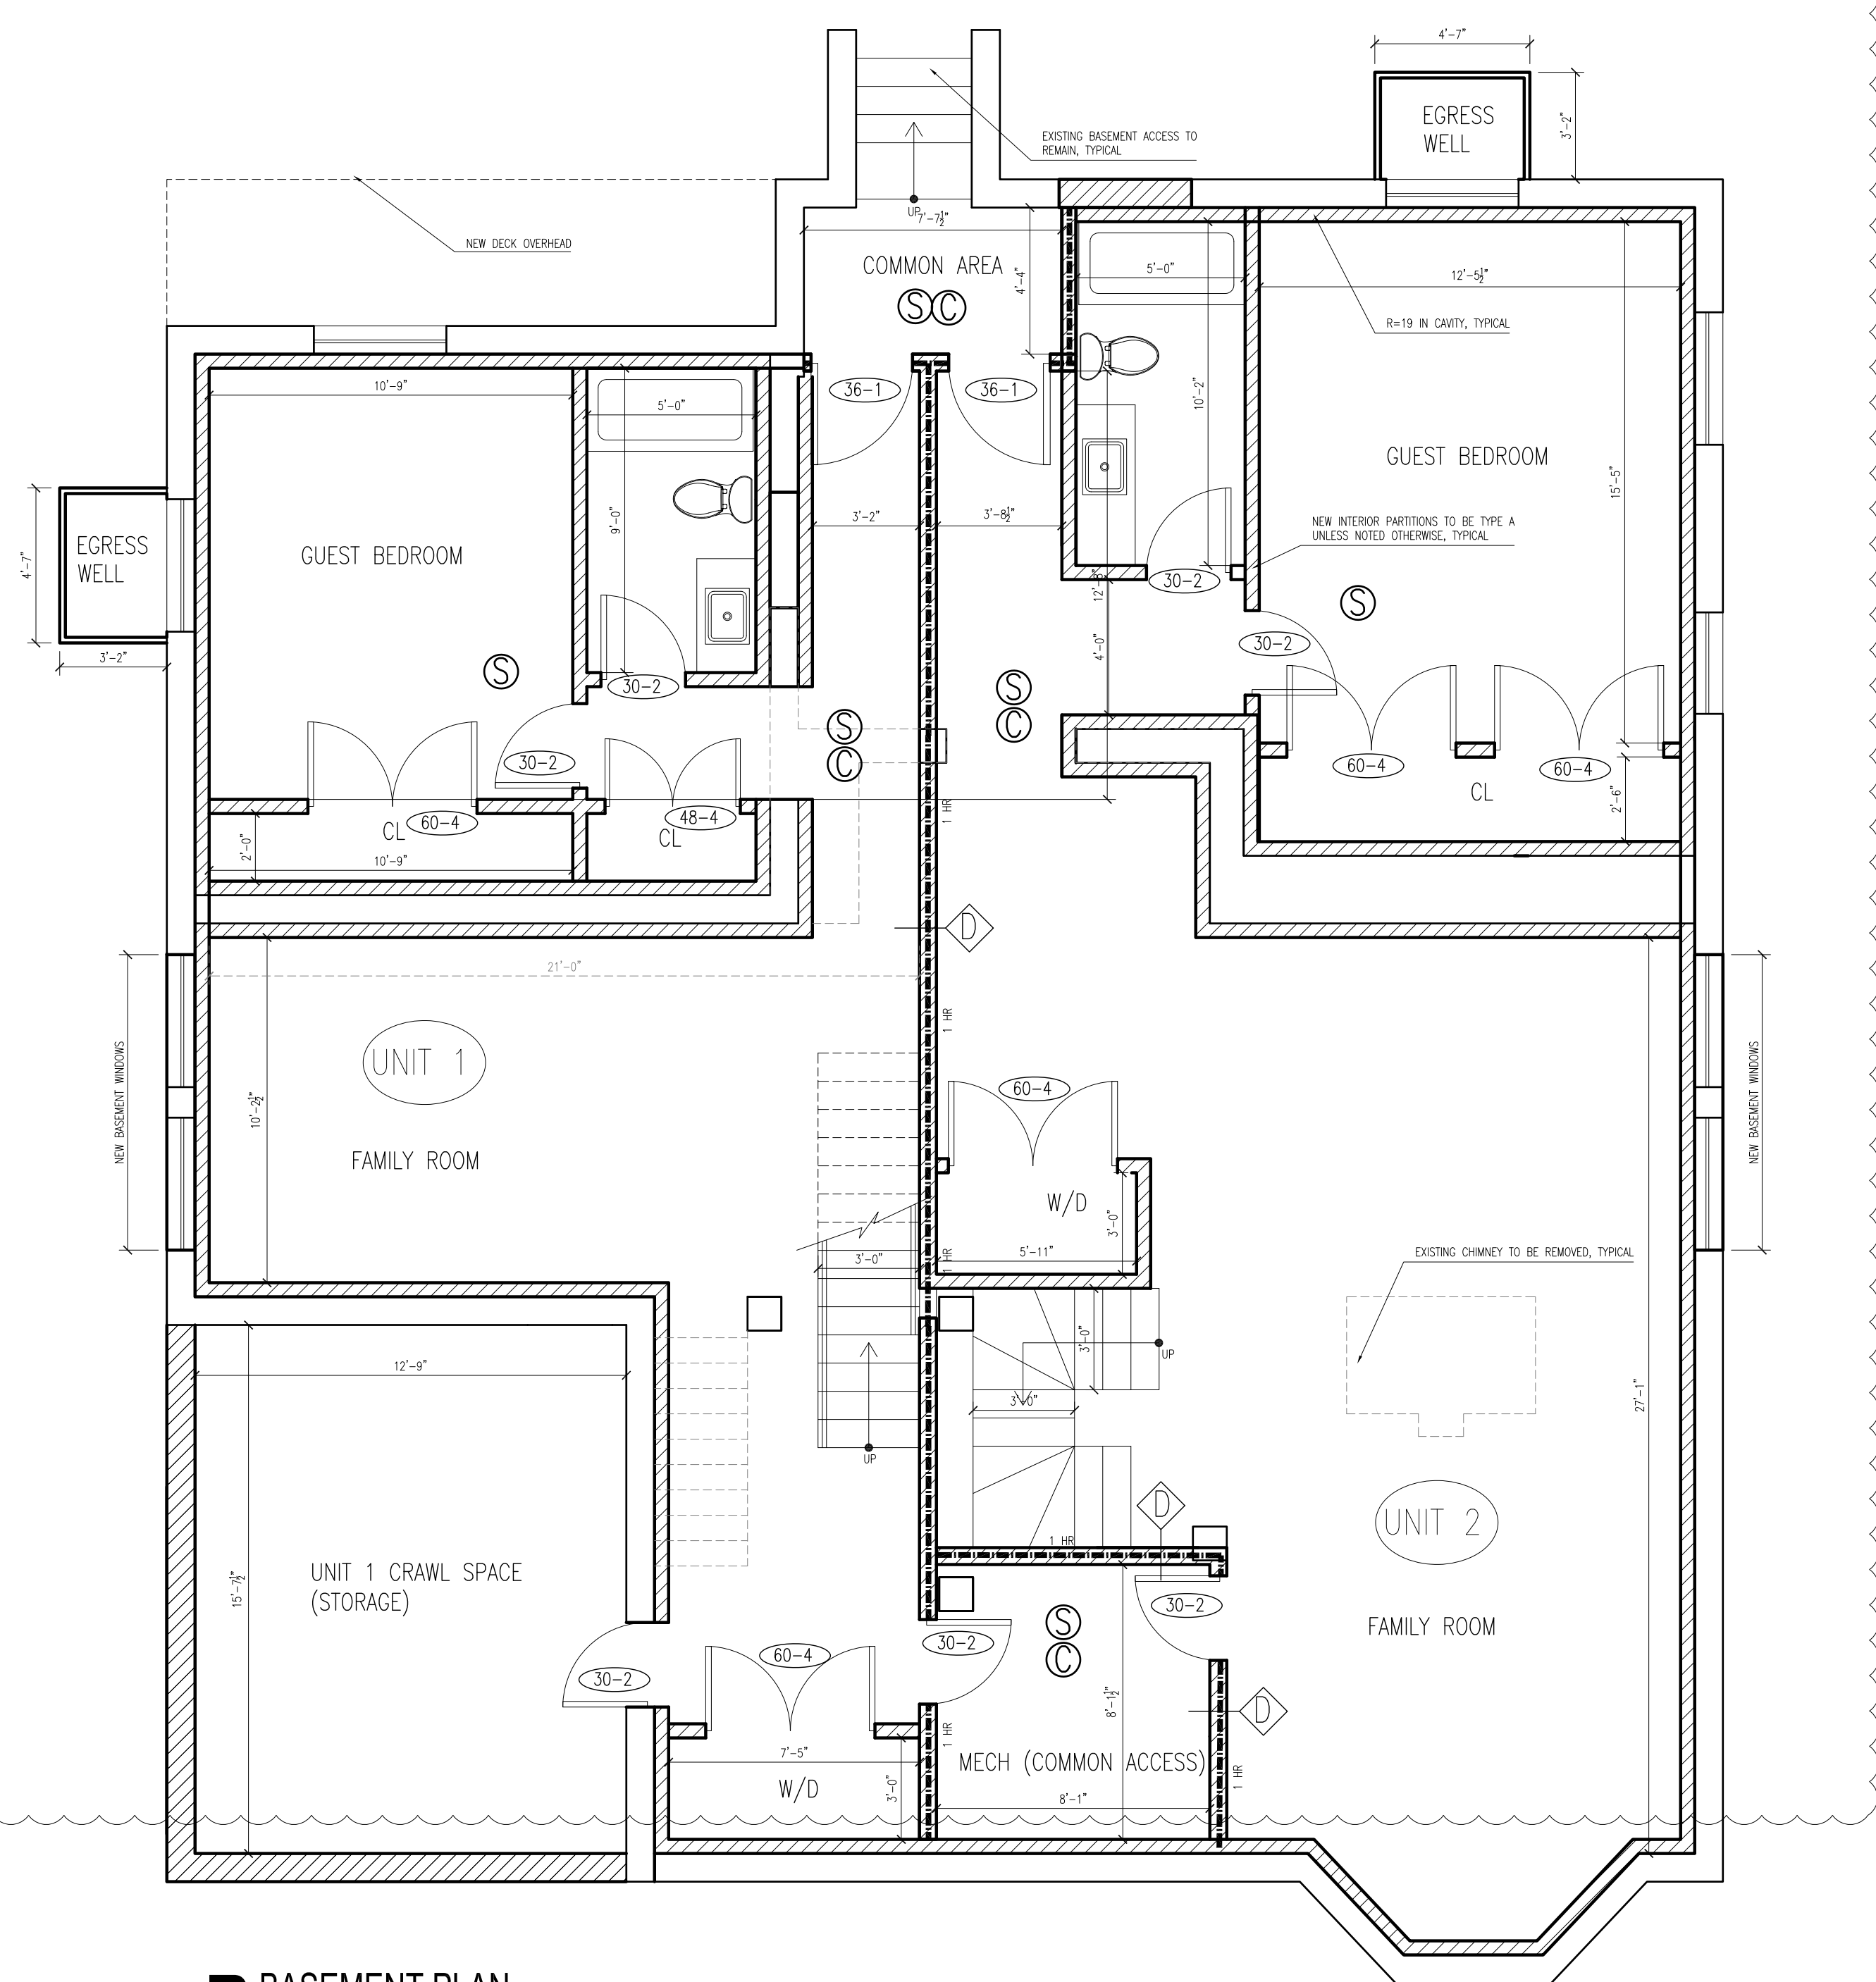 4'-7"
EGRESS
WELL
3'-2"
EXISTING BASEMENT ACCESS TO
REMAIN, TYPICAL
NEW DECK OVERHEAD
UP
7'-7½"
COMMON AREA
S C
4'-4"
5'-0"
12'-5½"
R=19 IN CAVITY, TYPICAL
10'-9"
5'-0"
36-1
36-1
10'-2"
GUEST BEDROOM
15'-5"
9'-0"
3'-2"
3'-8½"
NEW INTERIOR PARTITIONS TO BE TYPE A
UNLESS NOTED OTHERWISE, TYPICAL
EGRESS
WELL
4'-7"
3'-2"
GUEST BEDROOM
30-2
S
30-2
4'-0"
S
30-2
S
C
S
C
30-2
60-4
60-4
CL
2'-6"
CL
60-4
48-4
CL
2'-0"
10'-9"
1 HR
D
21'-0"
1 HR
UNIT 1
NEW BASEMENT WINDOWS
10'-2½"
FAMILY ROOM
60-4
NEW BASEMENT WINDOWS
W/D
3'-0"
5'-11"
1 HR
3'-0"
EXISTING CHIMNEY TO BE REMOVED, TYPICAL
3'-0"
UP
12'-9"
3'-0"
27'-1"
UP
D
UNIT 2
1 HR
UNIT 1 CRAWL SPACE
(STORAGE)
15'-7½"
30-2
S
C
FAMILY ROOM
30-2
60-4
30-2
8'-1½"
D
1 HR
7'-5"
MECH (COMMON ACCESS)
1 HR
W/D
3'-0"
8'-1"
BASEMENT PLAN